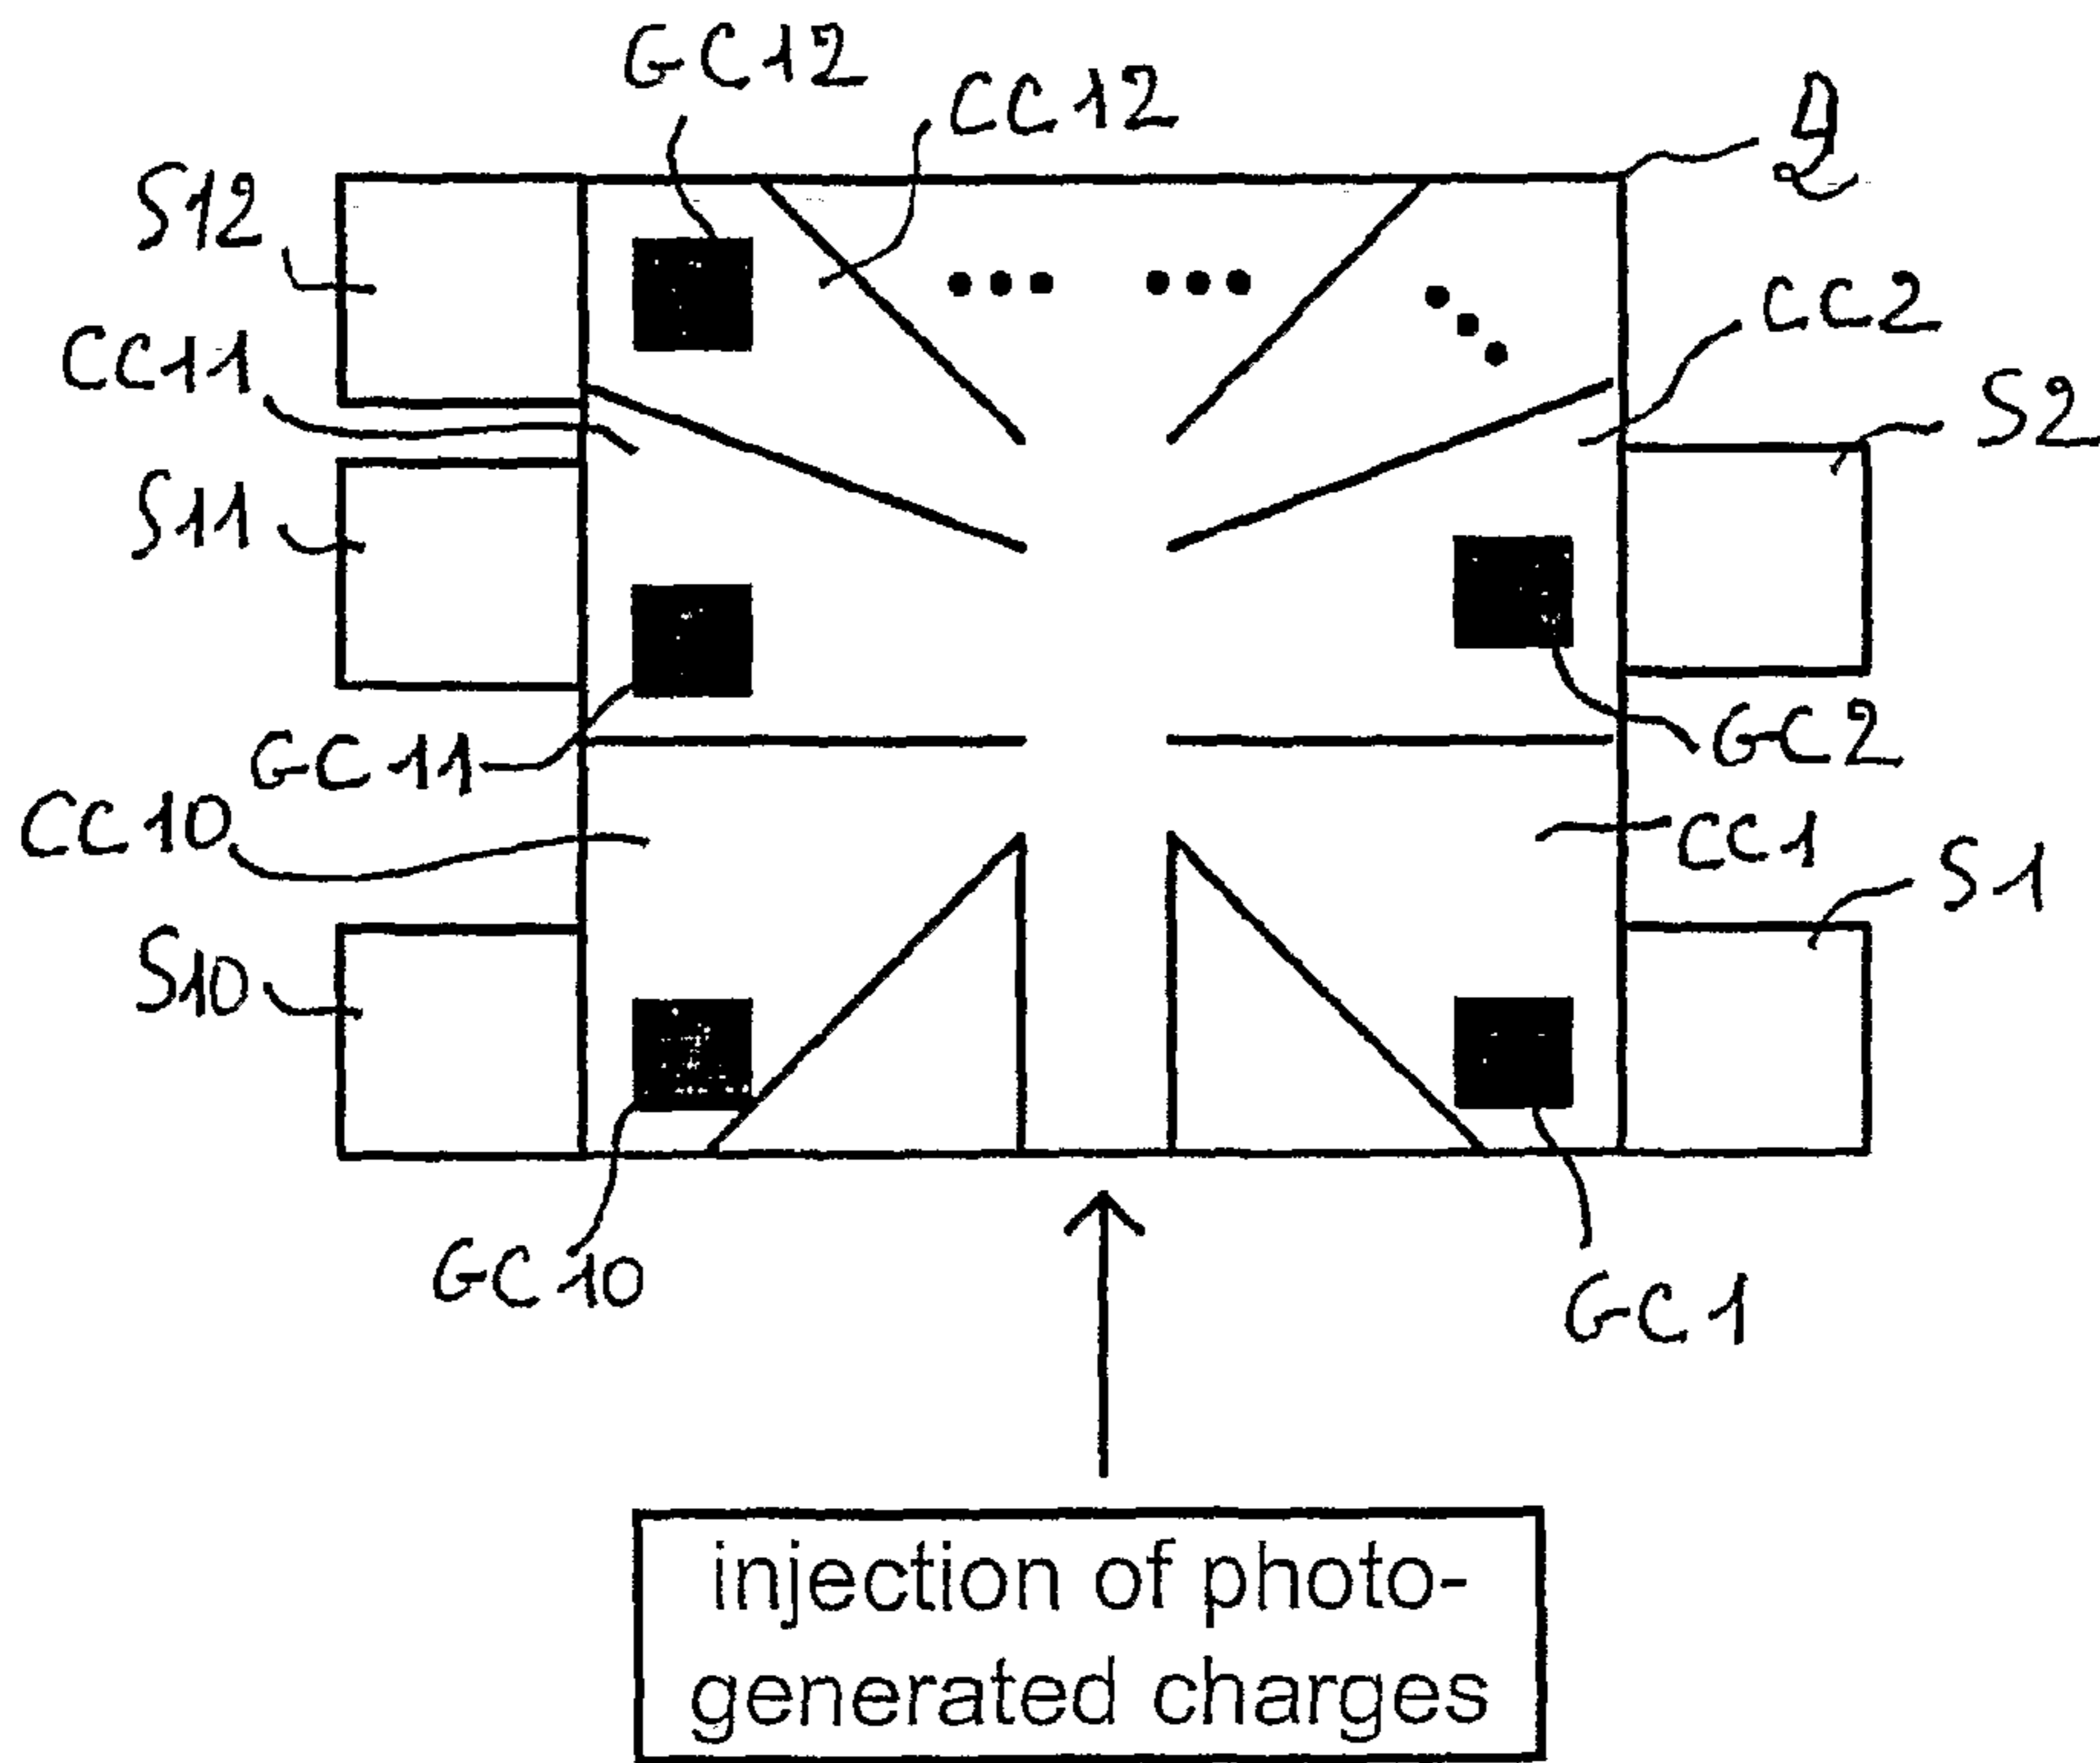 GC12
CC12
S12
CC2
CC11
S2
S11
GC2
GC11
CC10
CC1
S1
S10
GC10
GC1
injection of photo-
generated charges